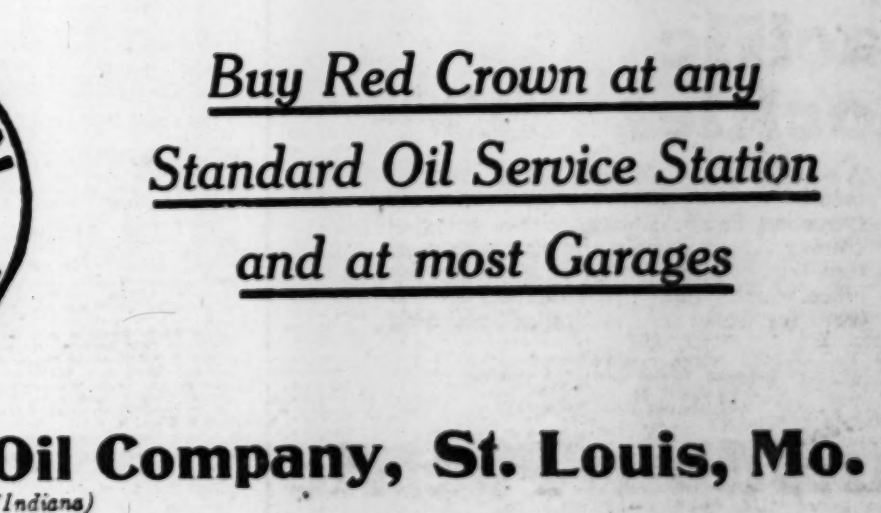 Buy Red Crown at any
Standard Oil Service Station
and at most Garages
Oil Company, St. Louis, Mo.
(Indiana)